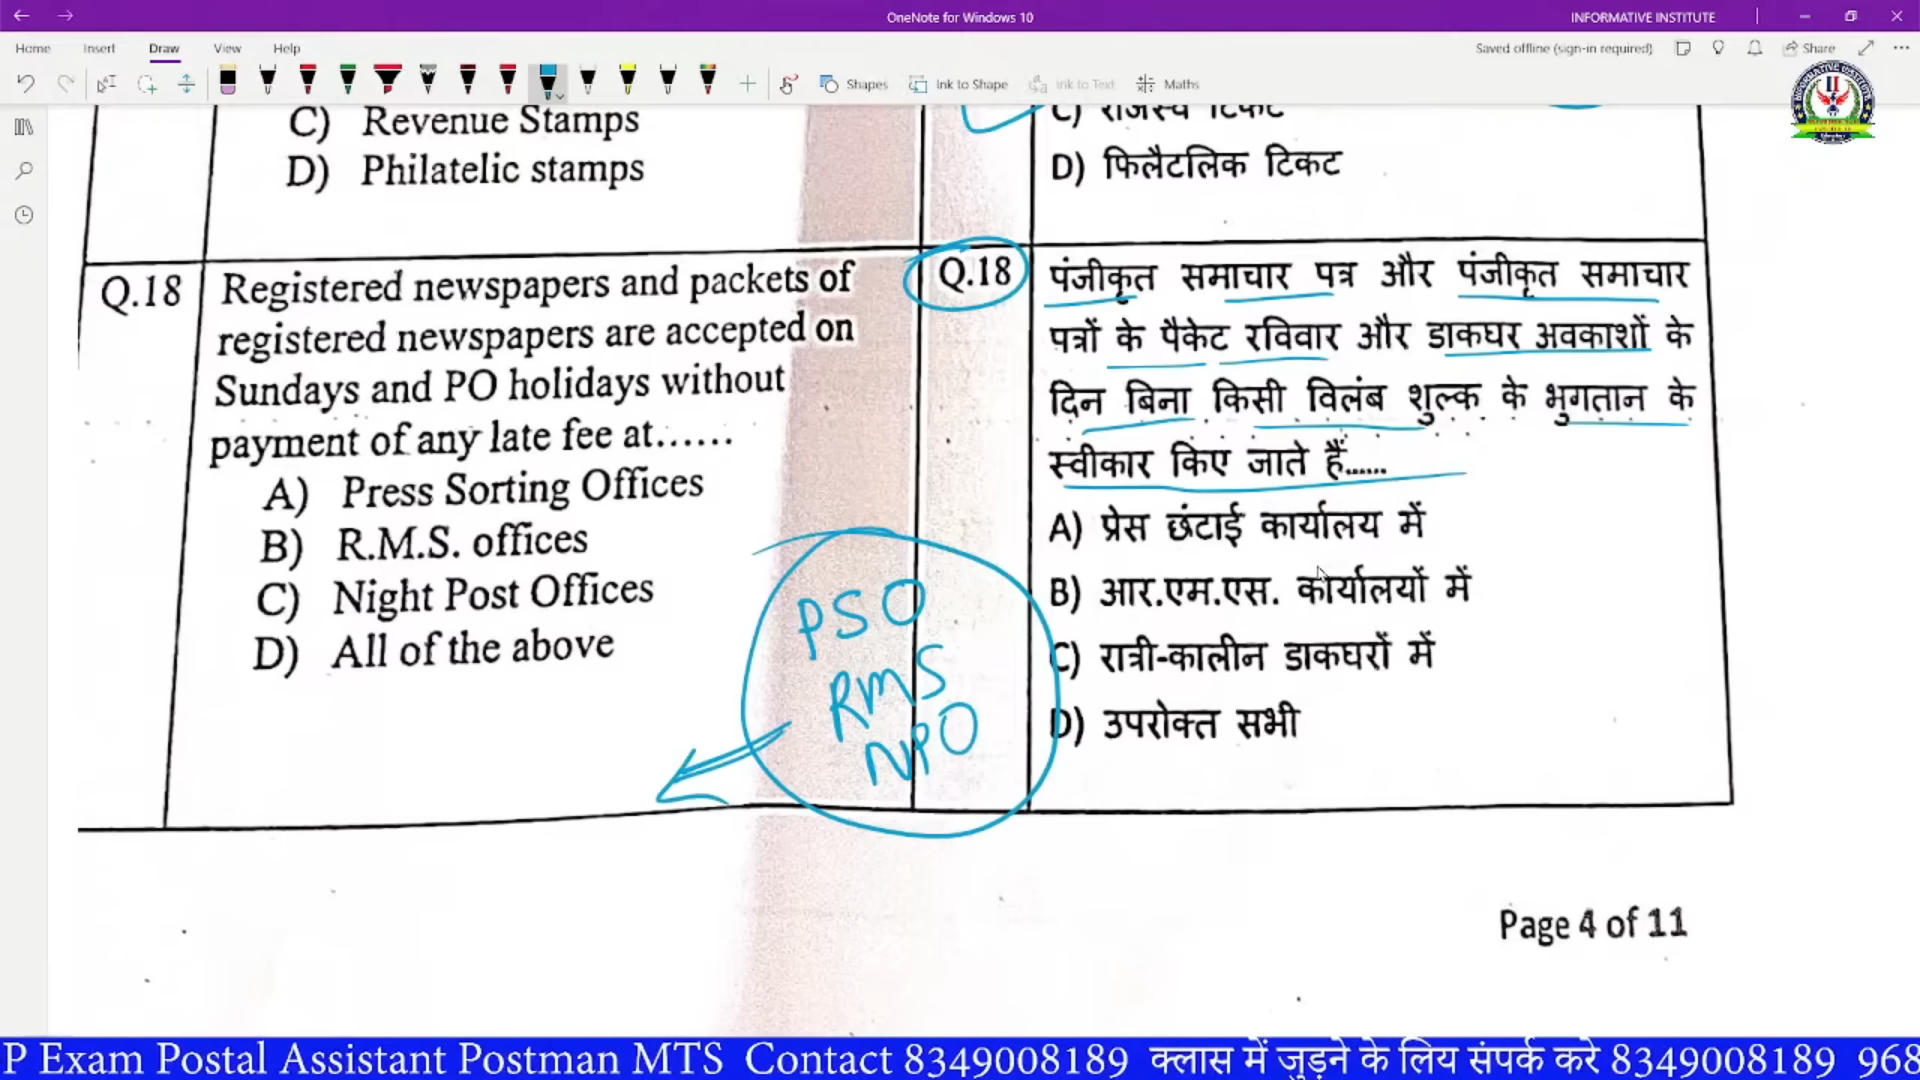 OneNote for Windows 10
INFORMATIVE INSTITUTE
Home Insert Draw View Help
Saved offline (sign-in required)
Share
Shapes
Ink to Shape
Ink to Text
Maths
C) Revenue Stamps
D) Philatelic stamps
C) राजस्व टिकट
D) फिलैटलिक टिकट
Q.18
Registered newspapers and packets of
registered newspapers are accepted on
Sundays and PO holidays without
payment of any late fee at......
A) Press Sorting Offices
B) R.M.S. offices
C) Night Post Offices
D) All of the above
Q.18
पंजीकृत समाचार पत्र और पंजीकृत समाचार
पत्रों के पैकेट रविवार और डाकघर अवकाशों के
दिन बिना किसी विलंब शुल्क के भुगतान के
स्वीकार किए जाते हैं......
A) प्रेस छंटाई कार्यालय में
B) आर.एम.एस. कार्यालयों में
C) रात्री-कालीन डाकघरों में
D) उपरोक्त सभी
PSO
RMS
NPO
Page 4 of 11
P Exam Postal Assistant Postman MTS Contact 8349008189 क्लास में जुड़ने के लिय संपर्क करे 8349008189 968